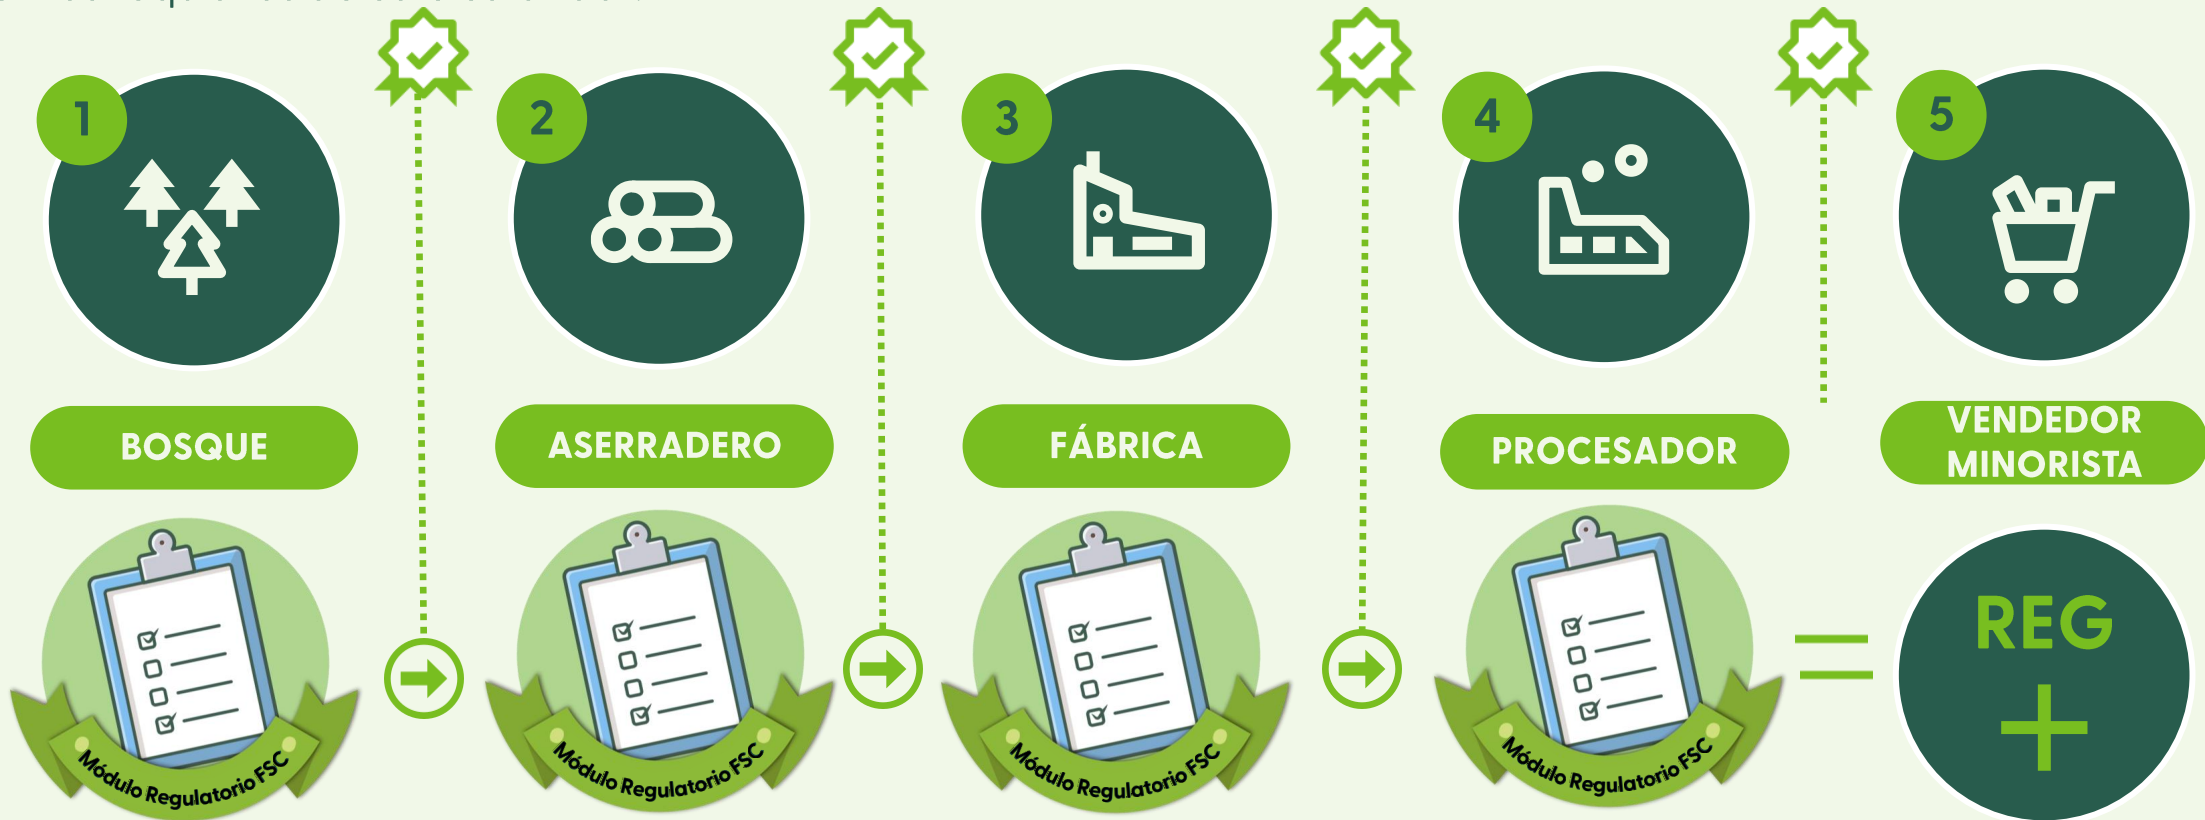 1
2
3
4
5
BOSQUE
ASERRADERO
FÁBRICA
PROCESADOR
VENDEDOR
MINORISTA
Módulo Regulatorio FSC
Módulo Regulatorio FSC
Módulo Regulatorio FSC
Módulo Regulatorio FSC
=
REG
+